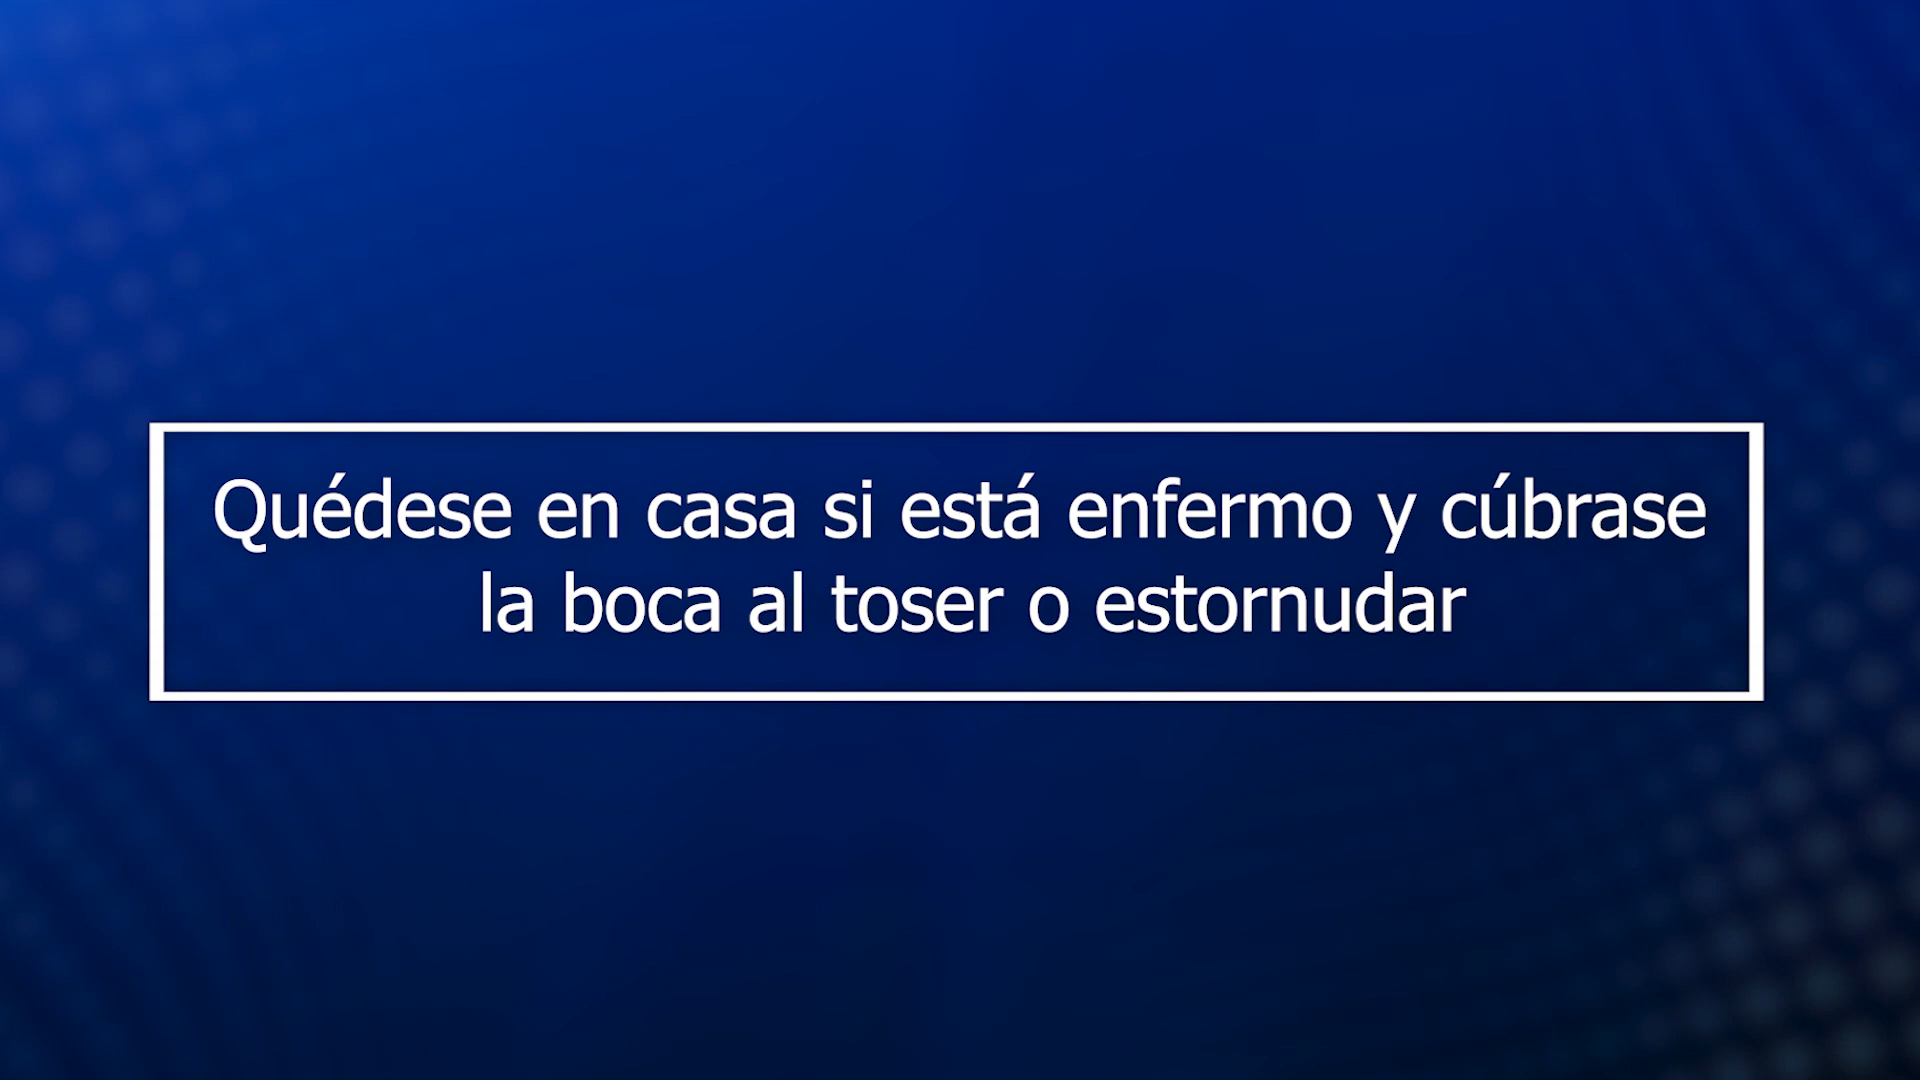 Quédese en casa si está enfermo y cúbrase
la boca al toser o estornudar